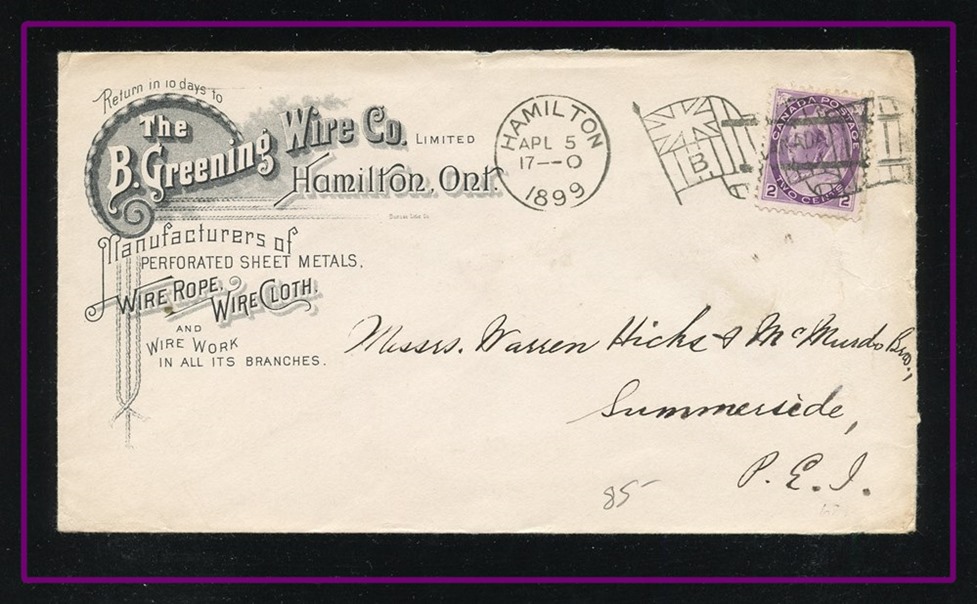 Return in 10 days to
The
B. Greening Wire Co. LIMITED
Hamilton, Ont.
Manufacturers of
PERFORATED SHEET METALS,
WIRE ROPE, WIRE CLOTH,
AND
WIRE WORK
IN ALL ITS BRANCHES.
HAMILTON
APL 5
17--0
1899
B.
CANADA POSTAGE
2 TWO CENTS 2
Messrs. Warren Hicks & McMurdo Bros.,
Summerside,
P. E. I.
85